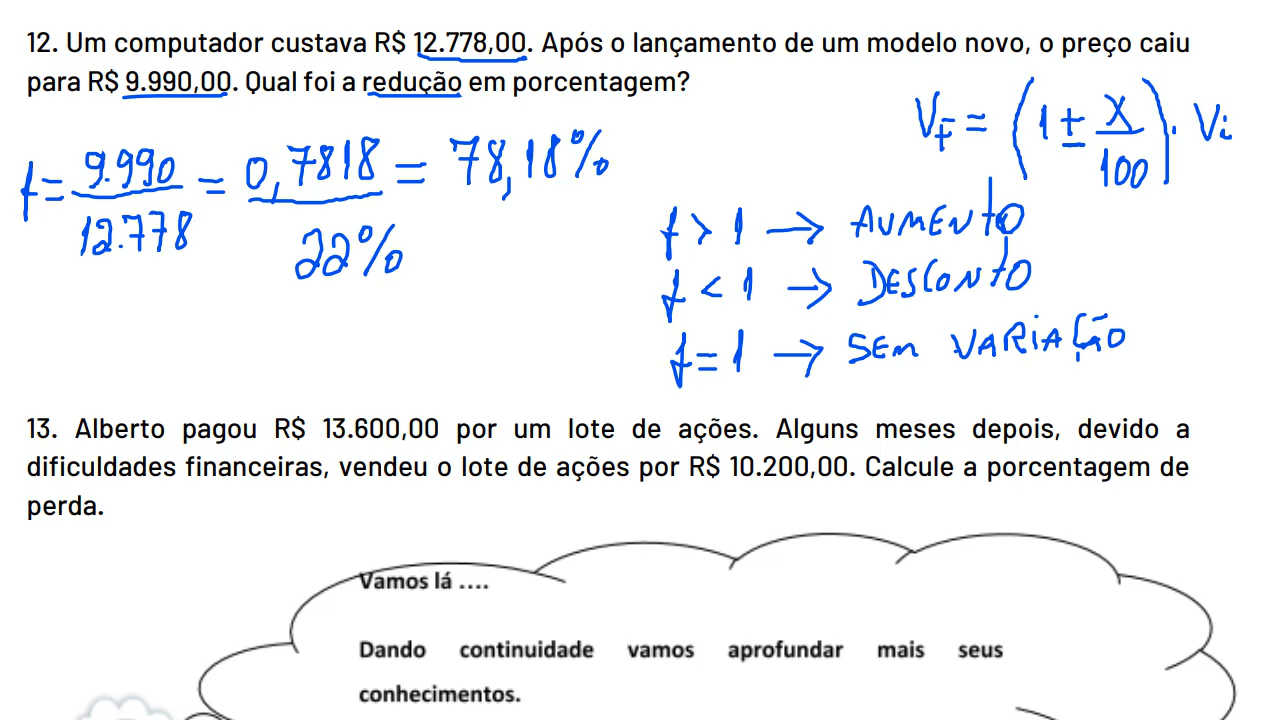 12. Um computador custava R$ 12.778,00. Após o lançamento de um modelo novo, o preço caiu
para R$ 9.990,00. Qual foi a redução em porcentagem?
VF = (1 ± X/100) . Vi
f = 9.990/12.778 = 0,7818 = 78,18%
22%
f > 1 → AUMENTO
f < 1 → DESCONTO
f = 1 → SEM VARIAÇÃO
13. Alberto pagou R$ 13.600,00 por um lote de ações. Alguns meses depois, devido a
dificuldades financeiras, vendeu o lote de ações por R$ 10.200,00. Calcule a porcentagem de
perda.
Vamos lá ....
Dando continuidade vamos aprofundar mais seus
conhecimentos.